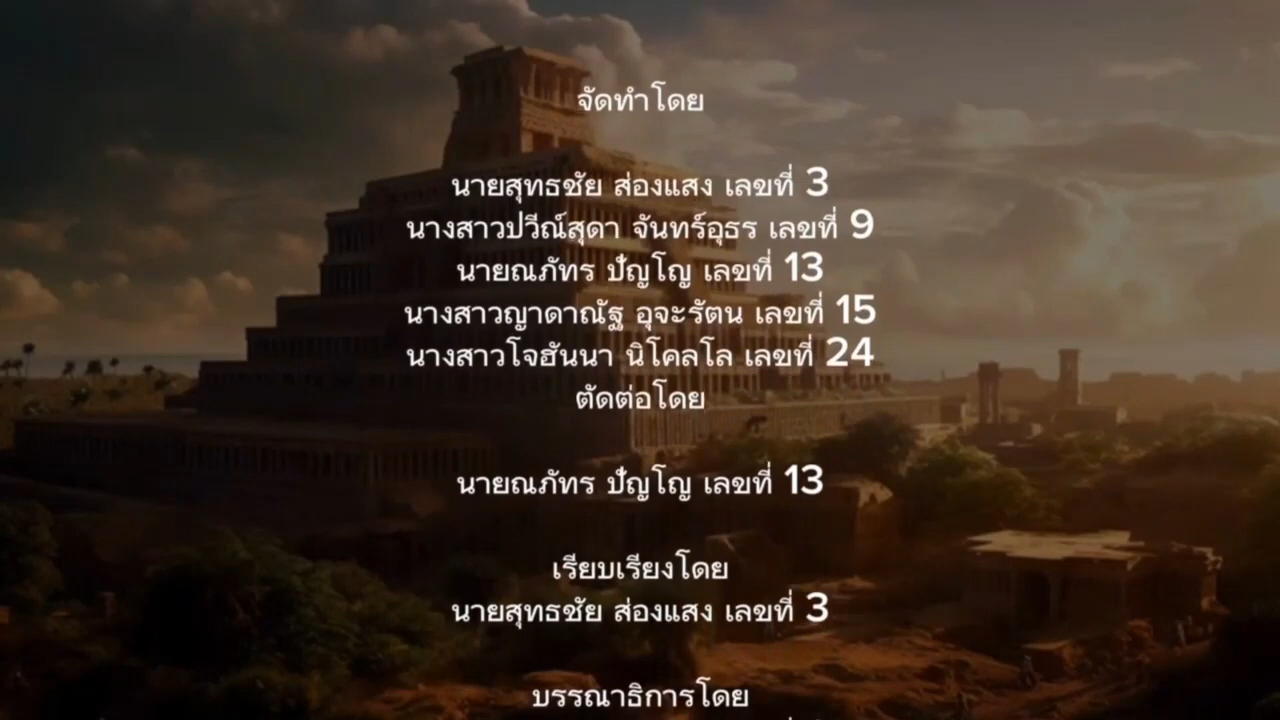 จัดทำโดย
นายสุทธชัย ส่องแสง เลขที่ 3
นางสาวปวีณ์สุดา จันทร์อุธร เลขที่ 9
นายณภัทร ปัญโญ เลขที่ 13
นางสาวญาดาณัฐ อุจะรัตน เลขที่ 15
นางสาวโจฮันนา นิโคลโล เลขที่ 24
ตัดต่อโดย
นายณภัทร ปัญโญ เลขที่ 13
เรียบเรียงโดย
นายสุทธชัย ส่องแสง เลขที่ 3
บรรณาธิการโดย